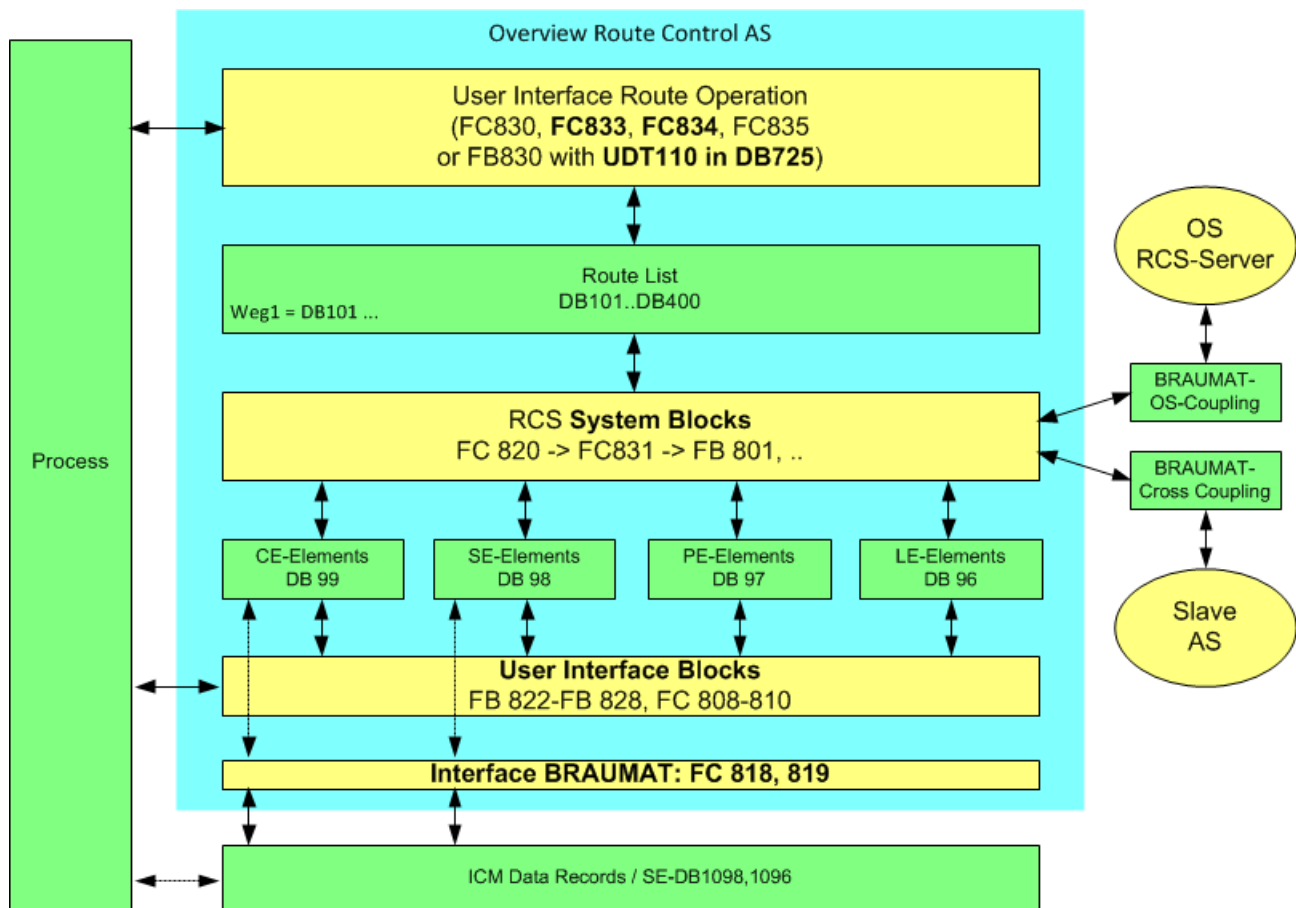 Overview Route Control AS
User Interface Route Operation
(FC830, FC833, FC834, FC835
or FB830 with UDT110 in DB725)
Route List
DB101..DB400
Weg1 = DB101 ...
OS
RCS-Server
BRAUMAT-
OS-Coupling
RCS System Blocks
FC 820 -> FC831 -> FB 801, ..
Process
BRAUMAT-
Cross Coupling
CE-Elements
DB 99
SE-Elements
DB 98
PE-Elements
DB 97
LE-Elements
DB 96
Slave
AS
User Interface Blocks
FB 822-FB 828, FC 808-810
Interface BRAUMAT: FC 818, 819
ICM Data Records / SE-DB1098,1096